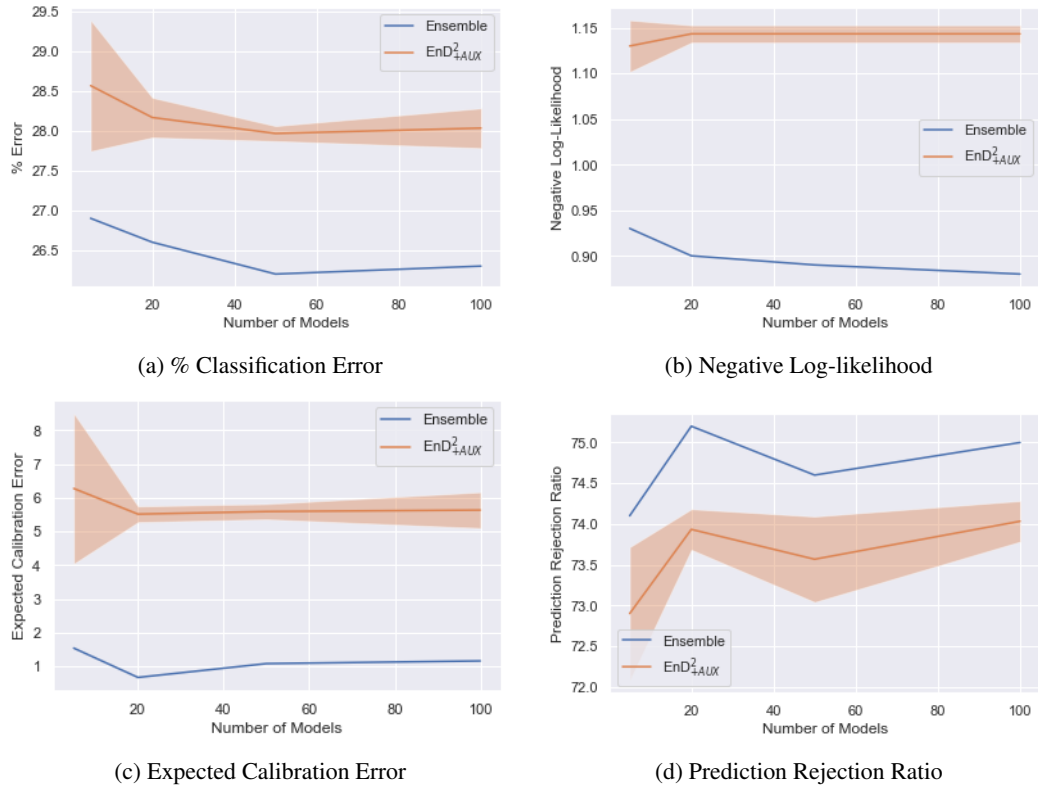 29.5
29.0
28.5
28.0
27.5
27.0
26.5
% Error
20 40 60 80 100
Number of Models
Ensemble
EnD²₊AUX
(a) % Classification Error
1.15
1.10
1.05
1.00
0.95
0.90
Negative Log-Likelihood
20 40 60 80 100
Number of Models
Ensemble
EnD²₊AUX
(b) Negative Log-likelihood
8
7
6
5
4
3
2
1
Expected Calibration Error
20 40 60 80 100
Number of Models
Ensemble
EnD²₊AUX
(c) Expected Calibration Error
75.0
74.5
74.0
73.5
73.0
72.5
72.0
Prediction Rejection Ratio
20 40 60 80 100
Number of Models
Ensemble
EnD²₊AUX
(d) Prediction Rejection Ratio